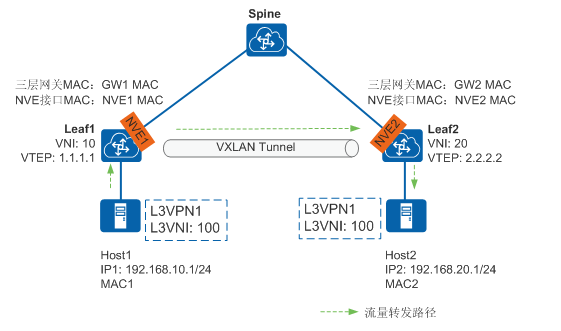 Spine
三层网关MAC：GW1 MAC
NVE接口MAC：NVE1 MAC
三层网关MAC：GW2 MAC
NVE接口MAC：NVE2 MAC
Leaf1
VNI: 10
VTEP: 1.1.1.1
NVE1
VXLAN Tunnel
NVE2
Leaf2
VNI: 20
VTEP: 2.2.2.2
L3VPN1
L3VNI: 100
L3VPN1
L3VNI: 100
Host1
IP1: 192.168.10.1/24
MAC1
Host2
IP2: 192.168.20.1/24
MAC2
流量转发路径